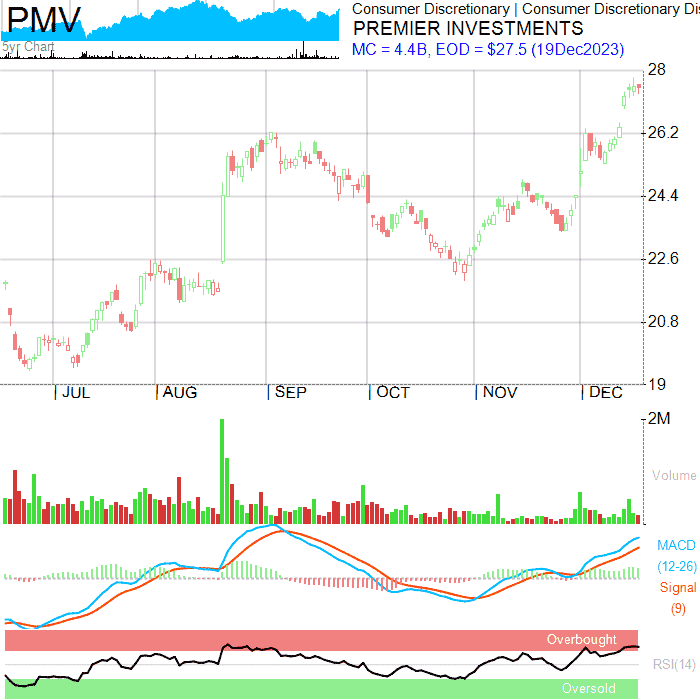 PMV
5yr Chart
Consumer Discretionary | Consumer Discretionary Dis
PREMIER INVESTMENTS
MC = 4.4B, EOD = $27.5 (19Dec2023)
28
26.2
24.4
22.6
20.8
19
JUL
AUG
SEP
OCT
NOV
DEC
2M
Volume
MACD
(12-26)
Signal
(9)
Overbought
RSI(14)
Oversold